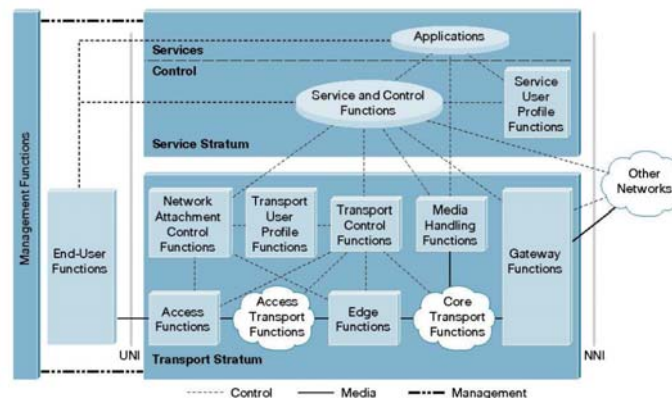 Management Functions
Applications
Services
Control
Service and Control
Functions
Service
User
Profile
Functions
Service Stratum
Other
Networks
End-User
Functions
Network
Attachment
Control
Functions
Transport
User
Profile
Functions
Transport
Control
Functions
Media
Handling
Functions
Gateway
Functions
Access
Functions
Access
Transport
Functions
Edge
Functions
Core
Transport
Functions
UNI
Transport Stratum
NNI
Control
Media
Management